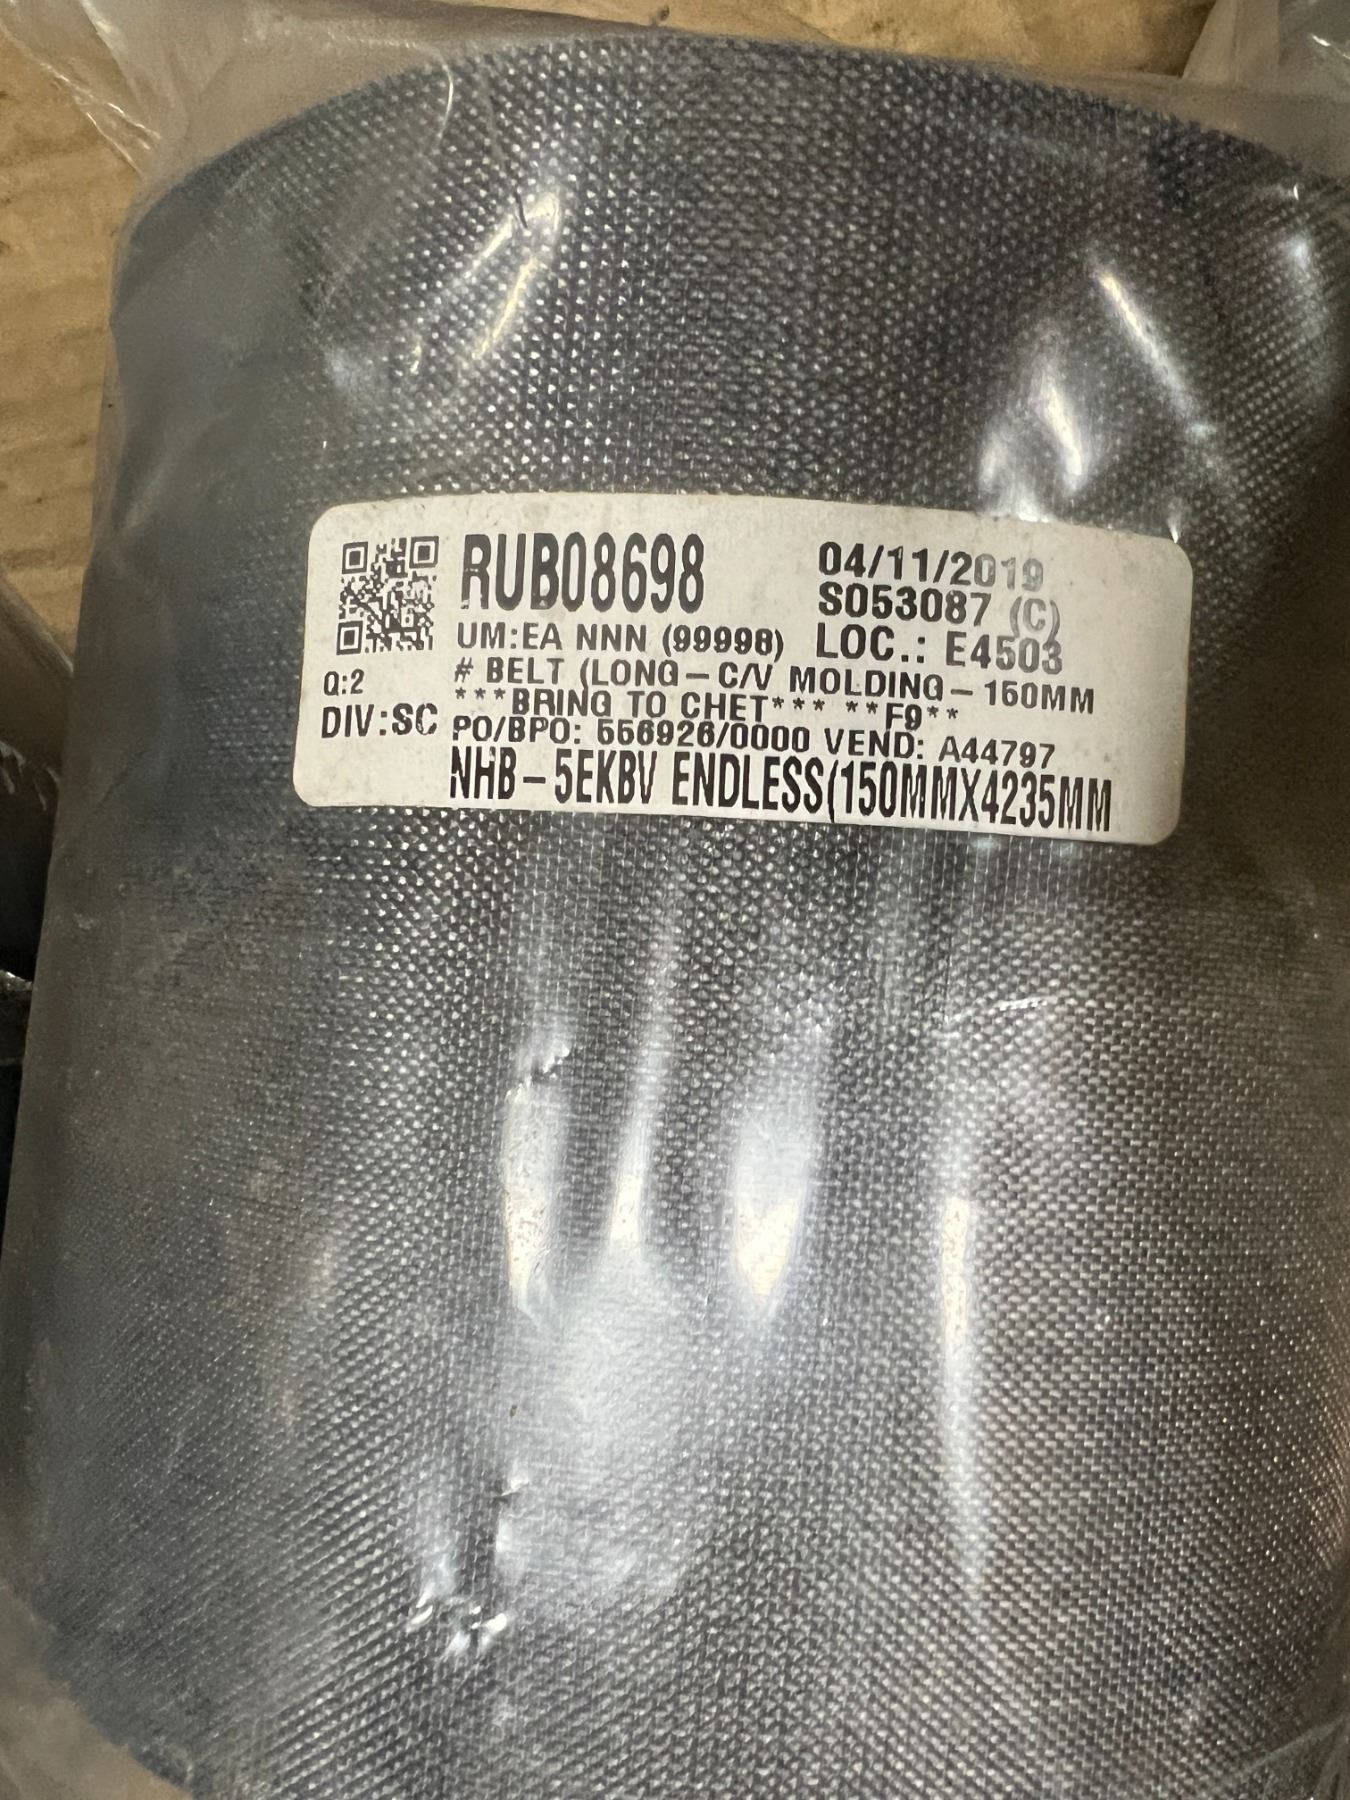 RUB08698 04/11/2019
S053087 (C)
UM:EA NNN (99998) LOC.: E4503
Q:2 # BELT (LONG-C/V MOLDING-150MM
***BRING TO CHET*** **F9**
DIV:SC PO/BPO: 556926/0000 VEND: A44797
NHB-5EKBV ENDLESS(150MMX4235MM